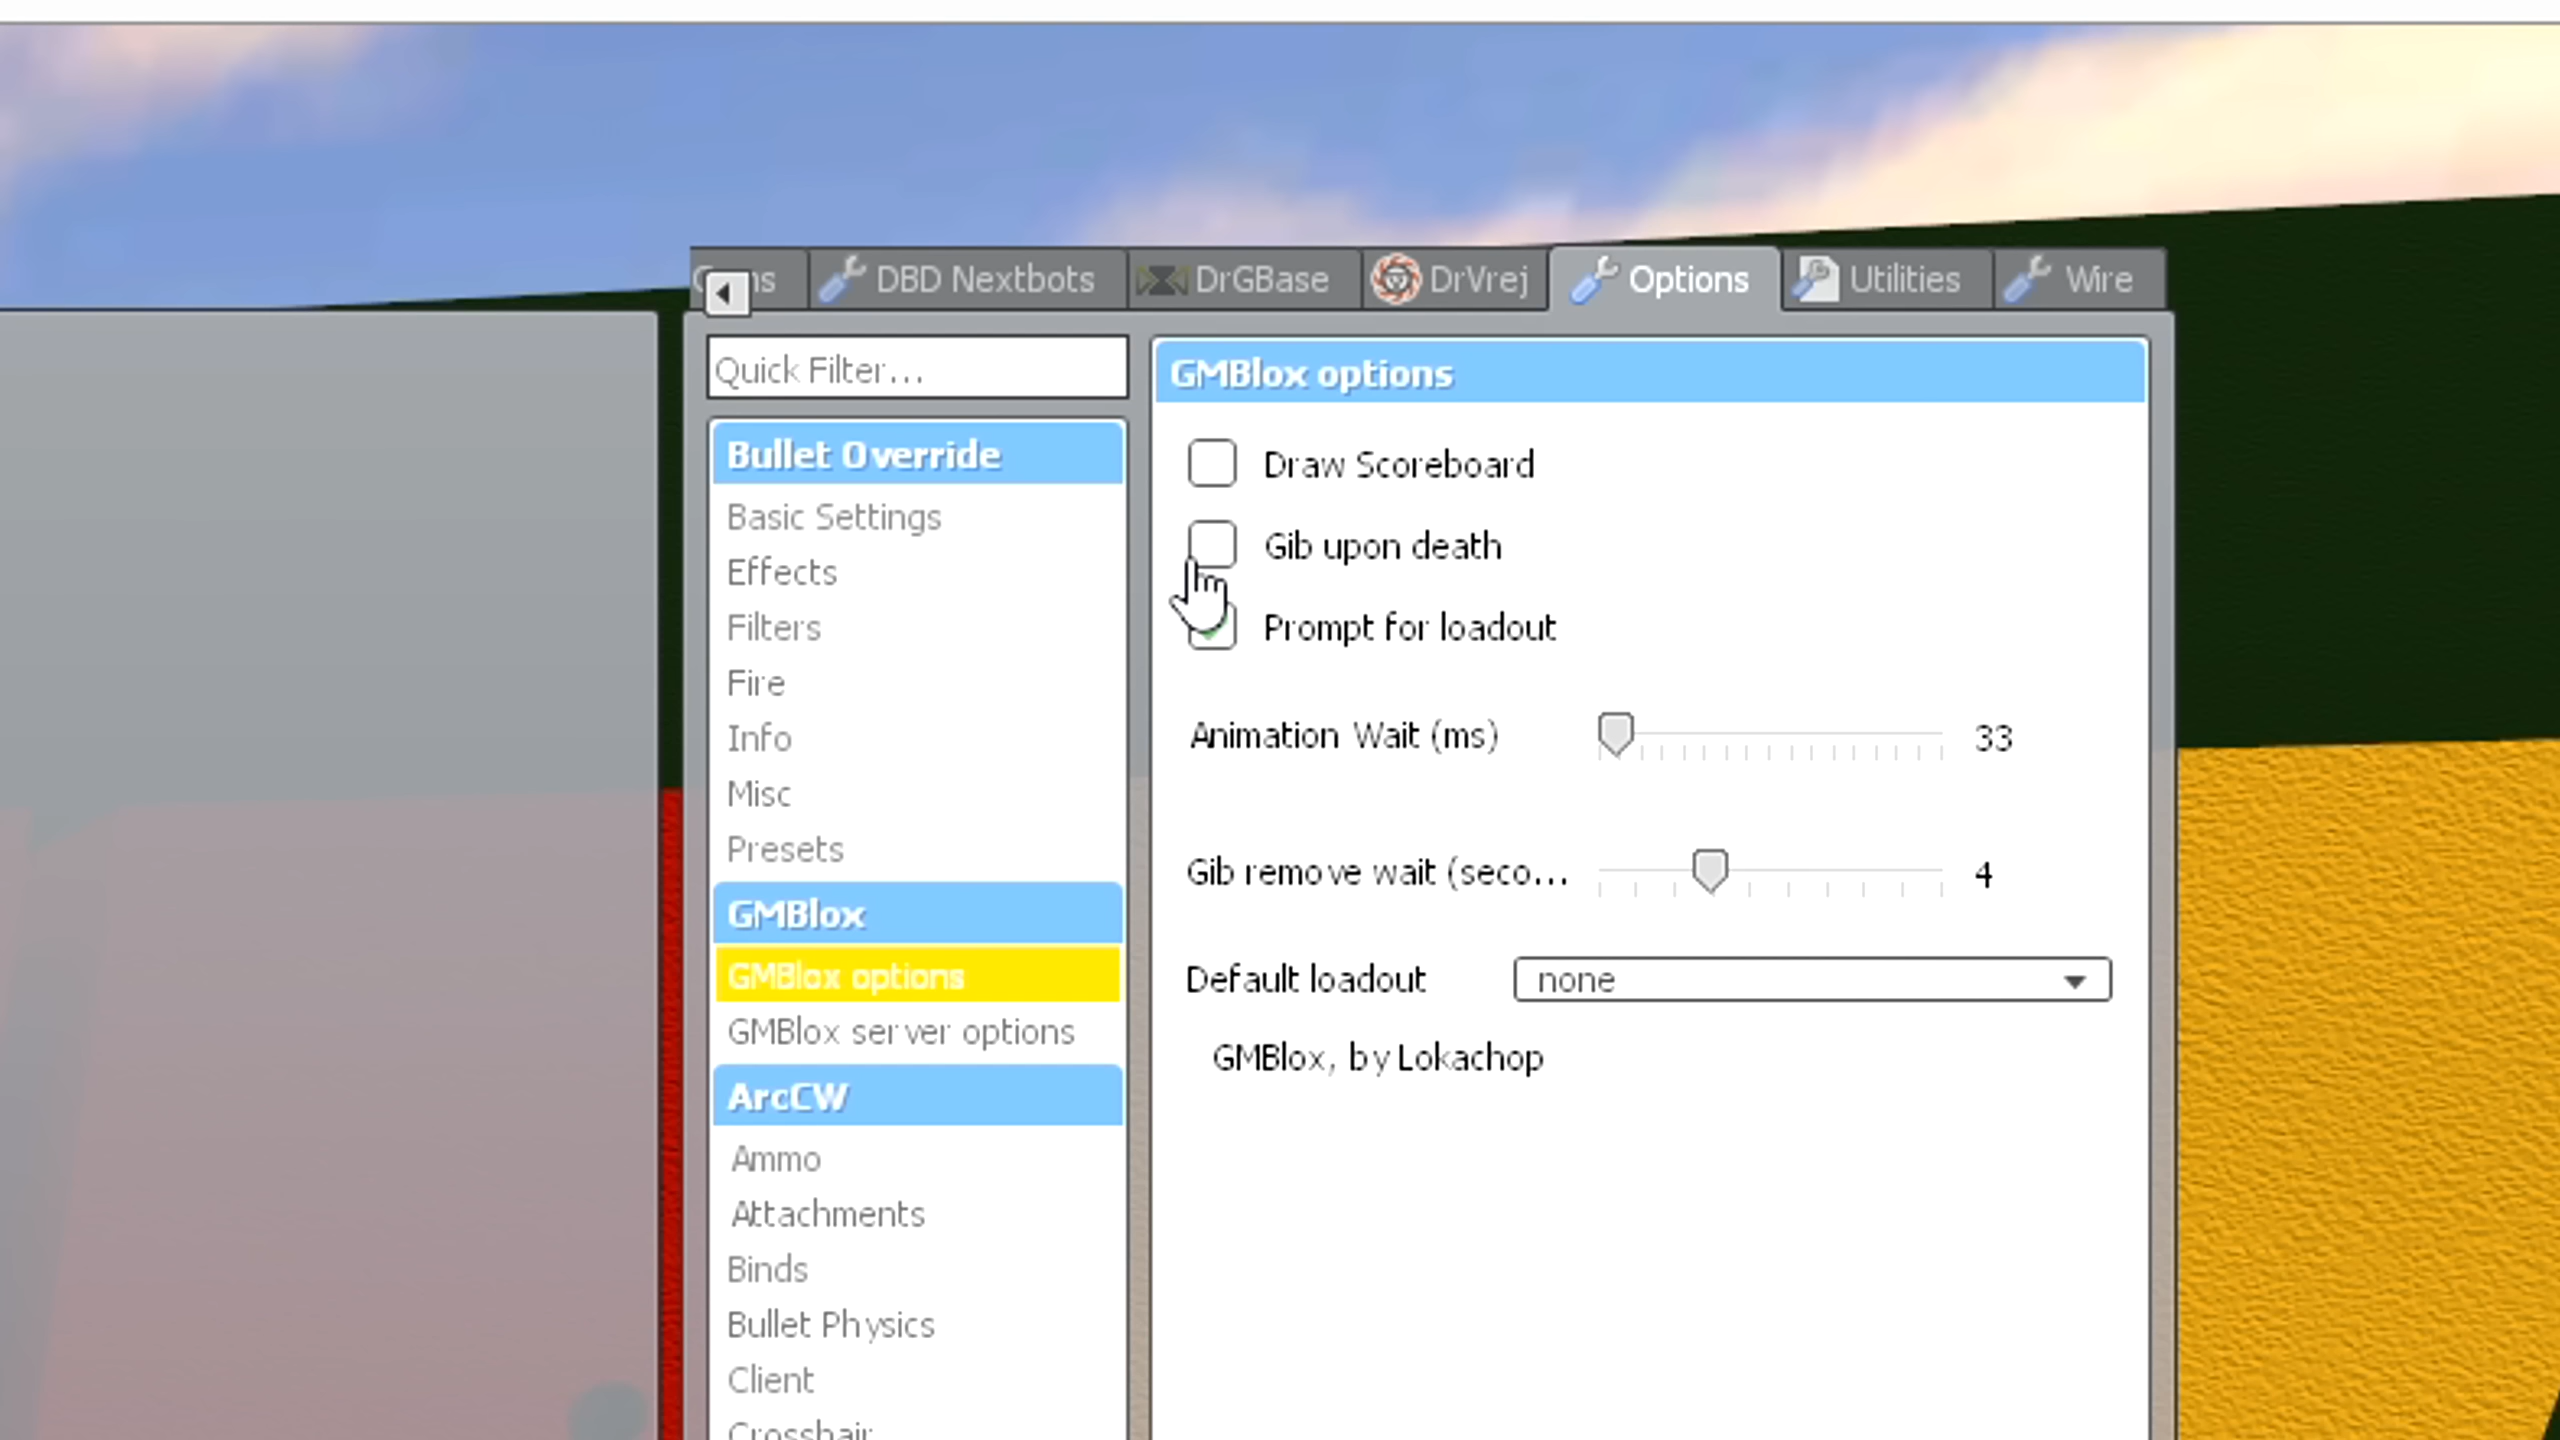 DBD Nextbots
DrGBase
DrVrej
Options
Utilities
Wire
Quick Filter...
Bullet Override
Basic Settings
Effects
Filters
Fire
Info
Misc
Presets
GMBlox
GMBlox options
GMBlox server options
ArcCW
Ammo
Attachments
Binds
Bullet Physics
Client
Crosshair
GMBlox options
Draw Scoreboard
Gib upon death
Prompt for loadout
Animation Wait (ms) 33
Gib remove wait (seco... 4
Default loadout none
GMBlox, by Lokachop